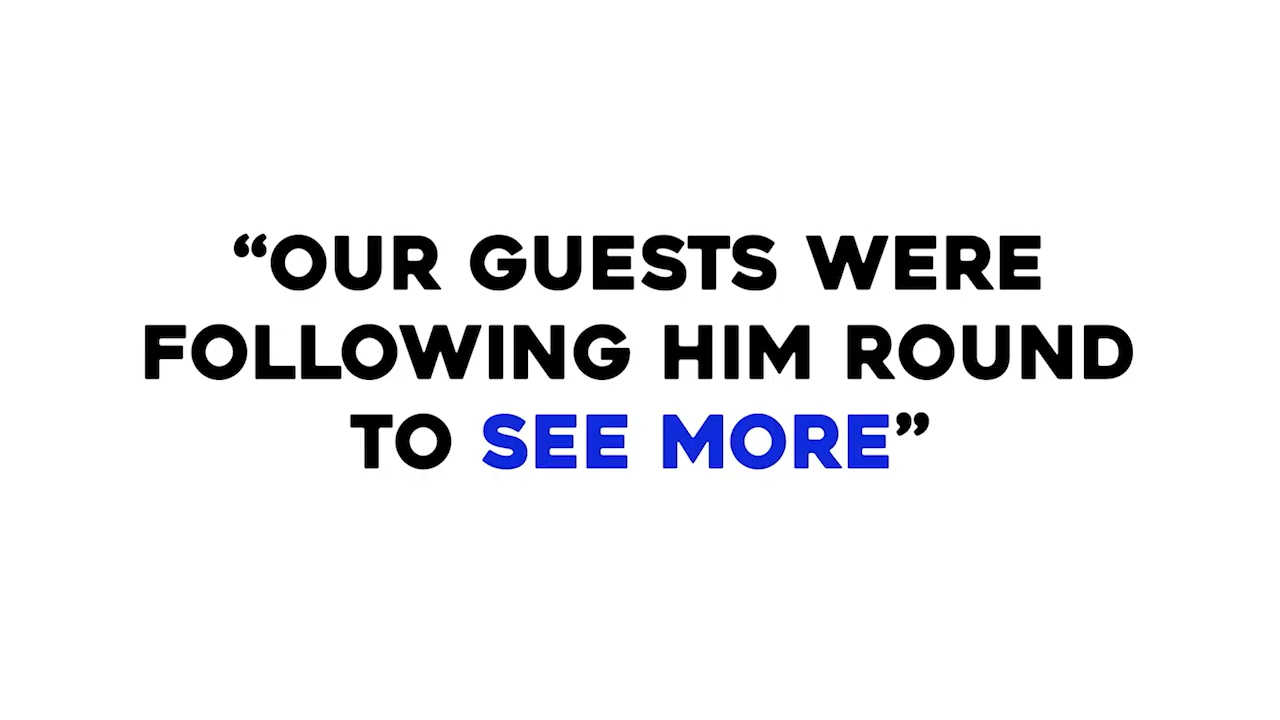 “OUR GUESTS WERE
FOLLOWING HIM ROUND
TO SEE MORE”